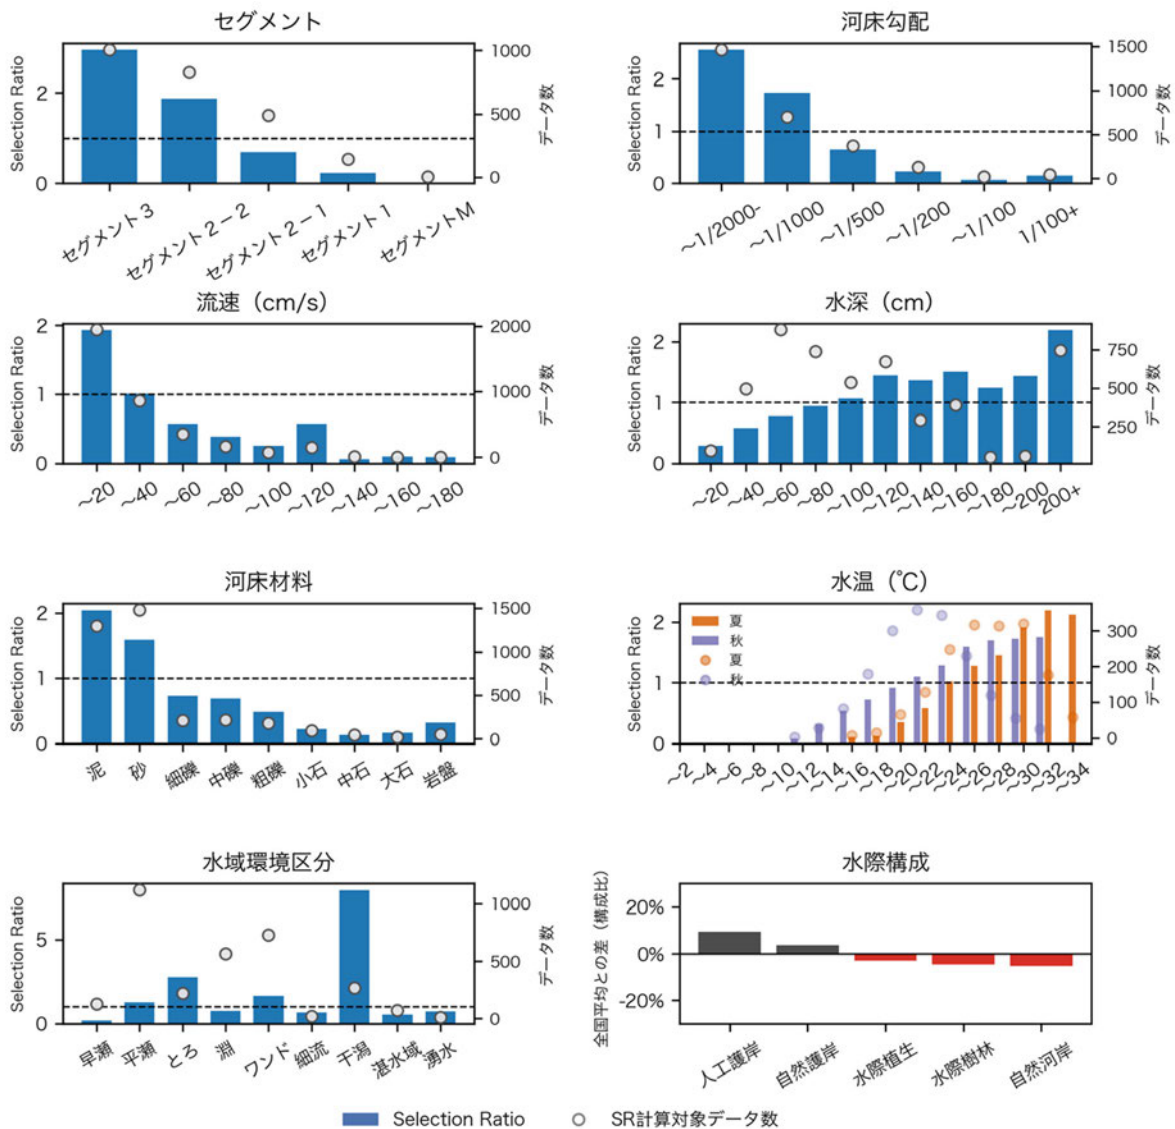 セグメント
Selection Ratio
2
0
1000
500
0
データ数
セグメント3
セグメント2－2
セグメント2－1
セグメント1
セグメントM
河床勾配
Selection Ratio
2
1
0
1500
1000
500
0
データ数
～1/2000-
～1/1000
～1/500
～1/200
～1/100
1/100+
流速（cm/s）
Selection Ratio
2
1
0
2000
1000
0
データ数
～20
～40
～60
～80
～100
～120
～140
～160
～180
水深（cm）
Selection Ratio
2
1
0
750
500
250
データ数
～20
～40
～60
～80
～100
～120
～140
～160
～180
～200
200+
河床材料
Selection Ratio
2
1
0
1500
1000
500
0
データ数
泥
砂
細礫
中礫
粗礫
小石
中石
大石
岩盤
水温（℃）
Selection Ratio
2
1
0
夏
秋
夏
秋
300
200
100
0
データ数
～2
～4
～6
～8
～10
～12
～14
～16
～18
～20
～22
～24
～26
～28
～30
～32
～34
水域環境区分
Selection Ratio
5
0
1000
500
0
データ数
早瀬
平瀬
とろ
淵
ワンド
細流
干潟
湛水域
湧水
水際構成
全国平均との差（構成比）
20%
0%
-20%
人工護岸
自然護岸
水際植生
水際樹林
自然河岸
Selection Ratio
SR計算対象データ数